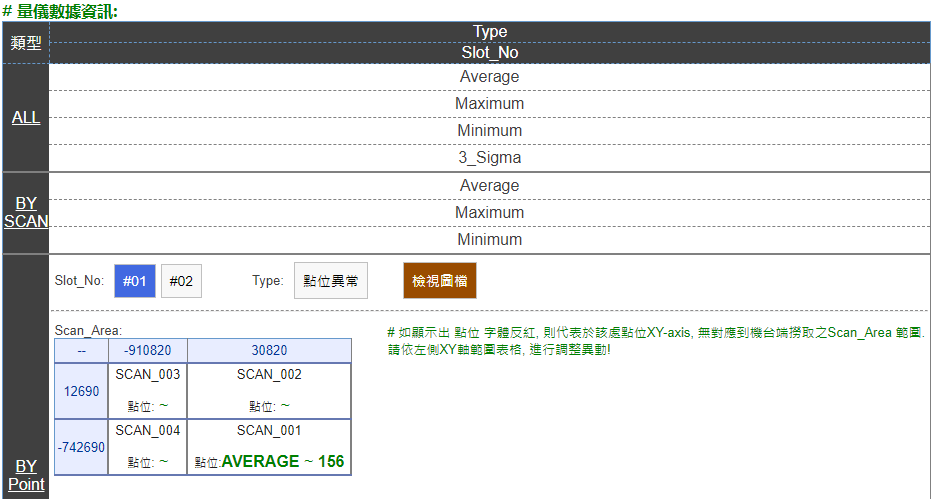 # 量儀數據資訊:
類型 Type
Slot_No
ALL Average
Maximum
Minimum
3_Sigma
BY SCAN Average
Maximum
Minimum
BY Point
Slot_No: #01 #02 Type: 點位異常 檢視圖檔
Scan_Area:
-- -910820 30820
12690 SCAN_003 SCAN_002
點位: ~ 點位: ~
-742690 SCAN_004 SCAN_001
點位: ~ 點位:AVERAGE ~ 156
# 如顯示出 點位 字體反紅, 則代表於該處點位XY-axis, 無對應到機台端撈取之Scan_Area 範圍.
請依左側XY軸範圍表格, 進行調整異動!